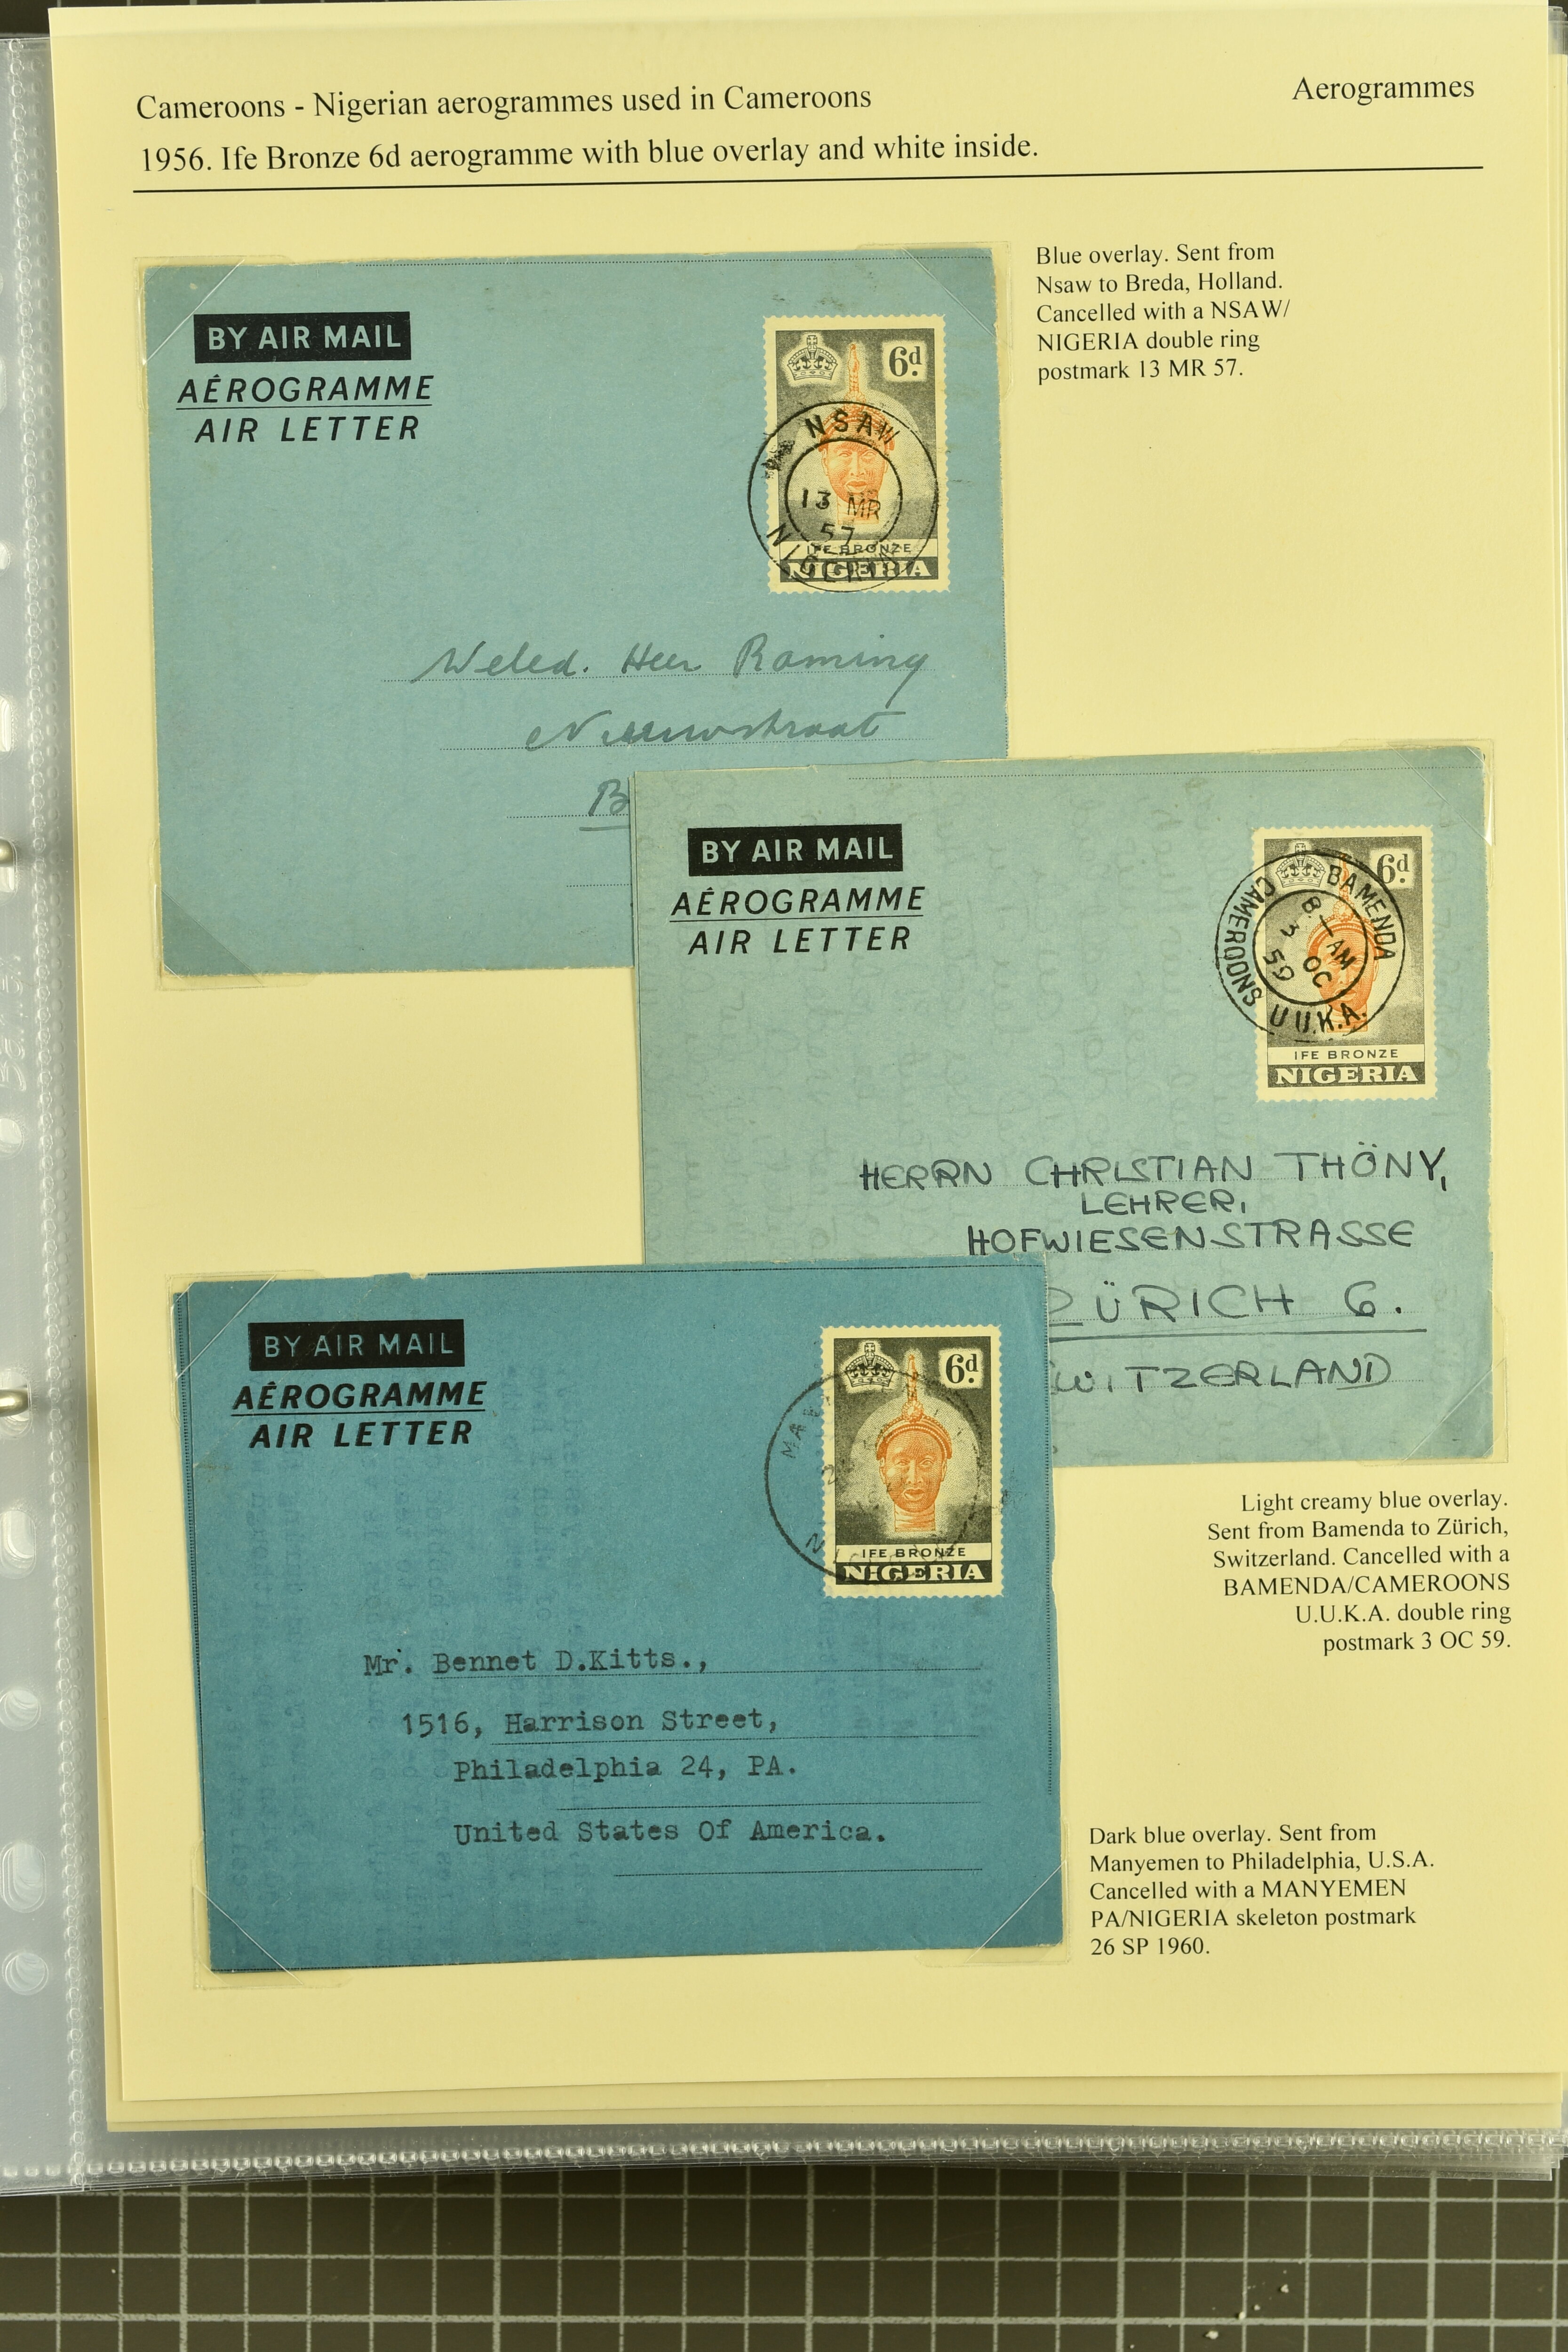 Cameroons - Nigerian aerogrammes used in Cameroons
Aerogrammes
1956. Ife Bronze 6d aerogramme with blue overlay and white inside.
Blue overlay. Sent from
Nsaw to Breda, Holland.
Cancelled with a NSAW/
NIGERIA double ring
postmark 13 MR 57.
BY AIR MAIL
AÉROGRAMME
AIR LETTER
6d
NSAW
13 MR
57
NIGERIA
IFE BRONZE
NIGERIA
Weled. Heer Raming
Nieuwstraat
B
BY AIR MAIL
AÉROGRAMME
AIR LETTER
6d
BAMENDA
8 - AM
3 OC
59
CAMEROONS U.U.K.A.
IFE BRONZE
NIGERIA
HERRN CHRISTIAN THÖNY,
LEHRER,
HOFWIESENSTRASSE
ZÜRICH 6.
WITZERLAND
BY AIR MAIL
AÉROGRAMME
AIR LETTER
6d
IFE BRONZE
NIGERIA
Mr. Bennet D.Kitts.,
1516, Harrison Street,
Philadelphia 24, PA.
United States Of America.
Light creamy blue overlay.
Sent from Bamenda to Zürich,
Switzerland. Cancelled with a
BAMENDA/CAMEROONS
U.U.K.A. double ring
postmark 3 OC 59.
Dark blue overlay. Sent from
Manyemen to Philadelphia, U.S.A.
Cancelled with a MANYEMEN
PA/NIGERIA skeleton postmark
26 SP 1960.